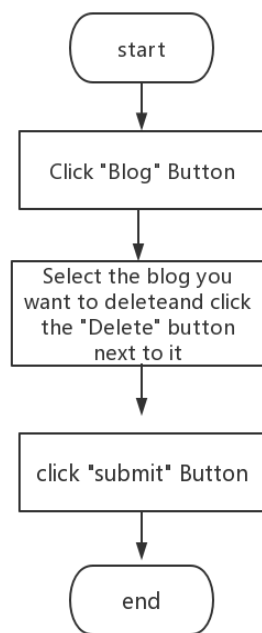 start
Click "Blog" Button
Select the blog you
want to deleteand click
the "Delete" button
next to it
click "submit" Button
end